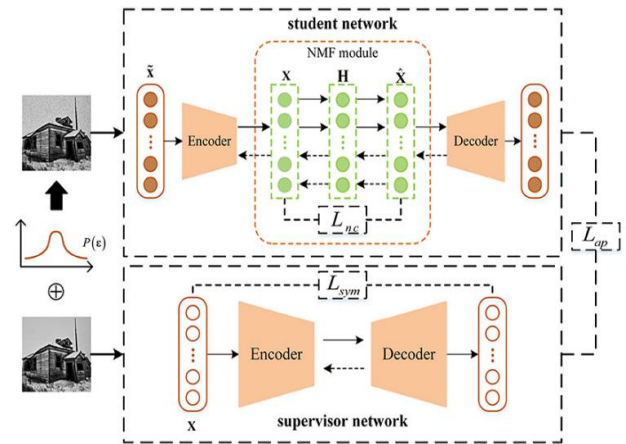 student network
NMF module
x̃
x
H
X̂
Encoder
Decoder
L_nc
P(ε)
⊕
L_ap
L_sym
Encoder
Decoder
x
supervisor network